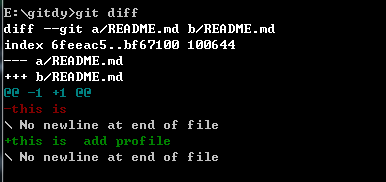 E:\gitdy>git diff
diff --git a/README.md b/README.md
index 6feeac5..bf67100 100644
--- a/README.md
+++ b/README.md
@@ -1 +1 @@
-this is
\ No newline at end of file
+this is  add profile
\ No newline at end of file